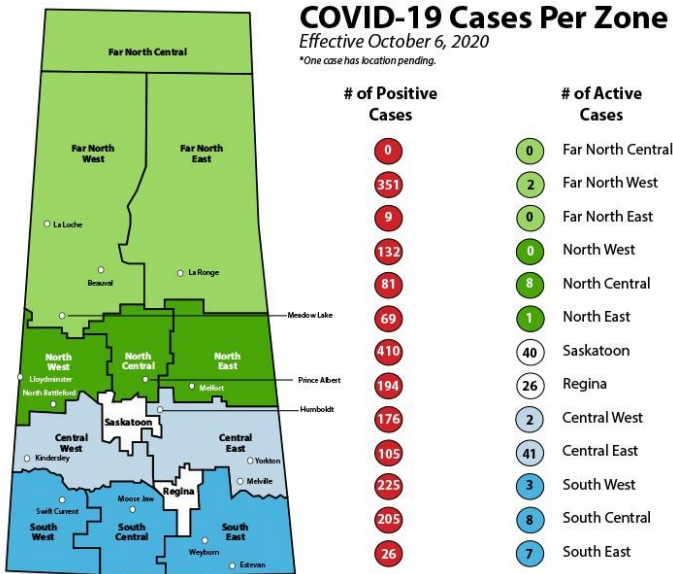 COVID-19 Cases Per Zone
Effective October 6, 2020
*One case has location pending.
# of Positive
Cases
# of Active
Cases
0 0 Far North Central
351 2 Far North West
9 0 Far North East
132 0 North West
81 8 North Central
69 1 North East
410 40 Saskatoon
194 26 Regina
176 2 Central West
105 41 Central East
225 3 South West
205 8 South Central
26 7 South East
Far North Central
Far North
West
Far North
East
La Loche
Beauval
La Ronge
Meadow Lake
North
West
North
Central
North
East
Lloydminster
Prince Albert
North Battleford
Melfort
Humboldt
Saskatoon
Central
West
Central
East
Kindersley
Yorkton
Melville
Regina
Swift Current
Moose Jaw
South
West
South
Central
South
East
Weyburn
Estevan